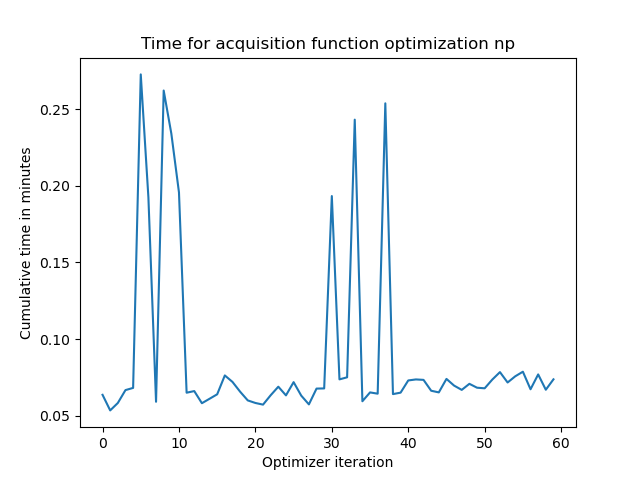 Time for acquisition function optimization np
Cumulative time in minutes
0.25
0.20
0.15
0.10
0.05
0 10 20 30 40 50 60
Optimizer iteration